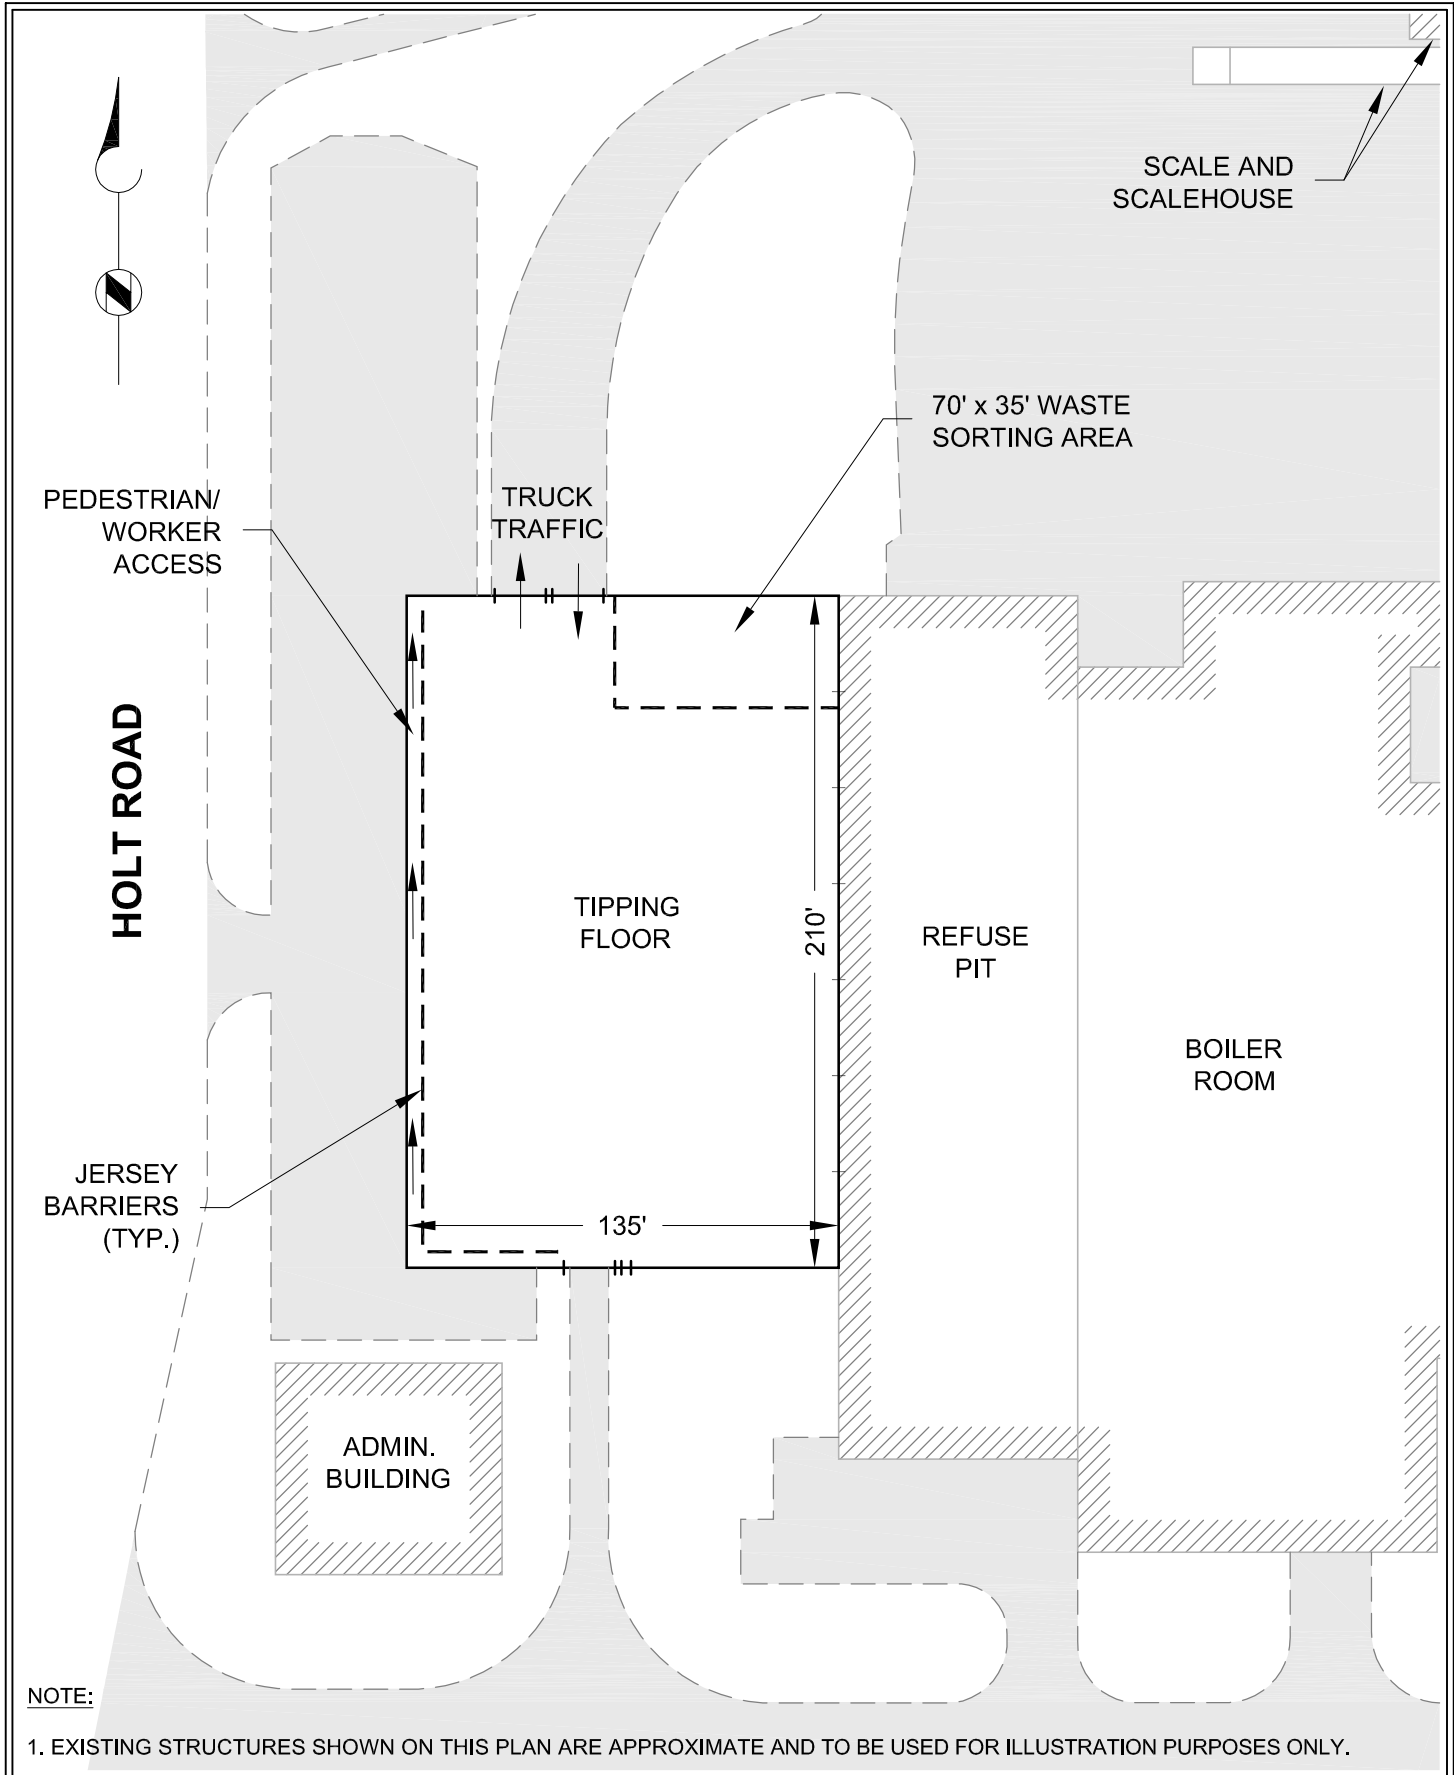 SCALE AND
SCALEHOUSE
70' x 35' WASTE
SORTING AREA
PEDESTRIAN/
WORKER
ACCESS
TRUCK
TRAFFIC
HOLT ROAD
TIPPING
FLOOR
210'
REFUSE
PIT
BOILER
ROOM
JERSEY
BARRIERS
(TYP.)
135'
ADMIN.
BUILDING
NOTE:
1. EXISTING STRUCTURES SHOWN ON THIS PLAN ARE APPROXIMATE AND TO BE USED FOR ILLUSTRATION PURPOSES ONLY.